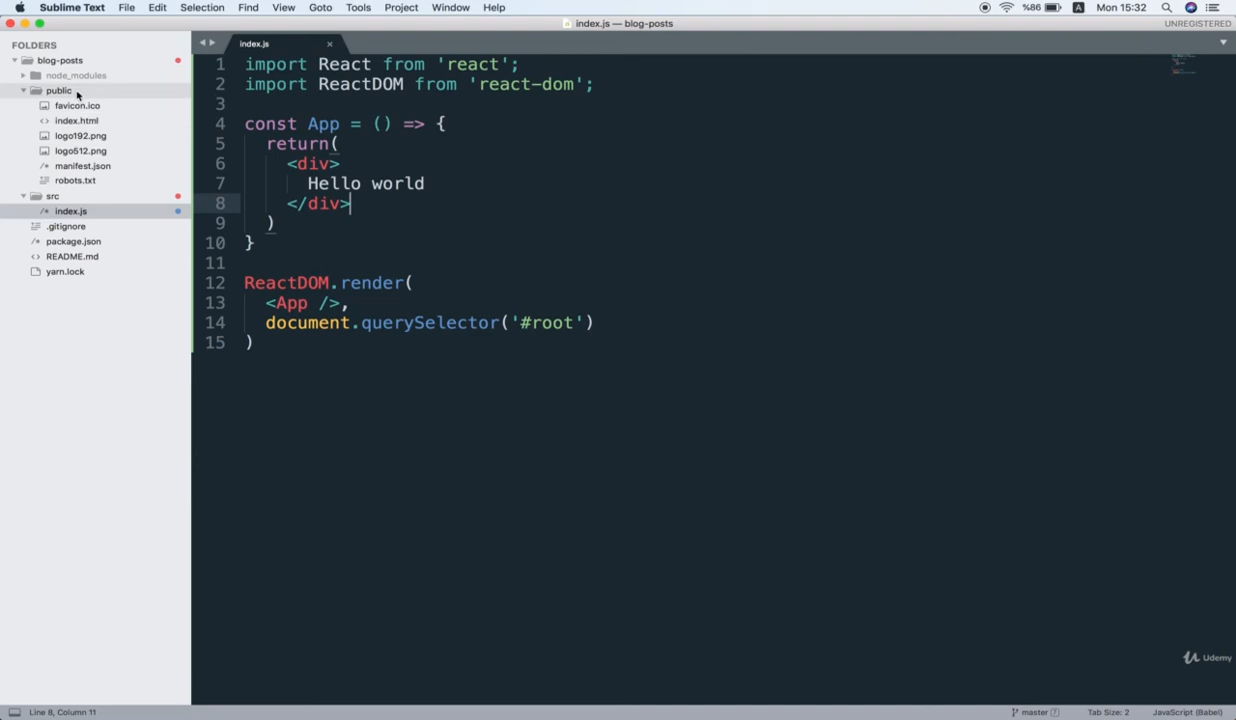 Sublime Text File Edit Selection Find View Goto Tools Project Window Help %86 A Mon 15:32
index.js — blog-posts UNREGISTERED
FOLDERS
blog-posts
node_modules
public
favicon.ico
<> index.html
logo192.png
logo512.png
/* manifest.json
robots.txt
src
/* index.js
.gitignore
/* package.json
README.md
yarn.lock
index.js ×
1 import React from 'react';
2 import ReactDOM from 'react-dom';
3
4 const App = () => {
5 return(
6 <div>
7 Hello world
8 </div>
9 )
10 }
11
12 ReactDOM.render(
13 <App />,
14 document.querySelector('#root')
15 )
Udemy
Line 8, Column 11 master 7 Tab Size: 2 JavaScript (Babel)